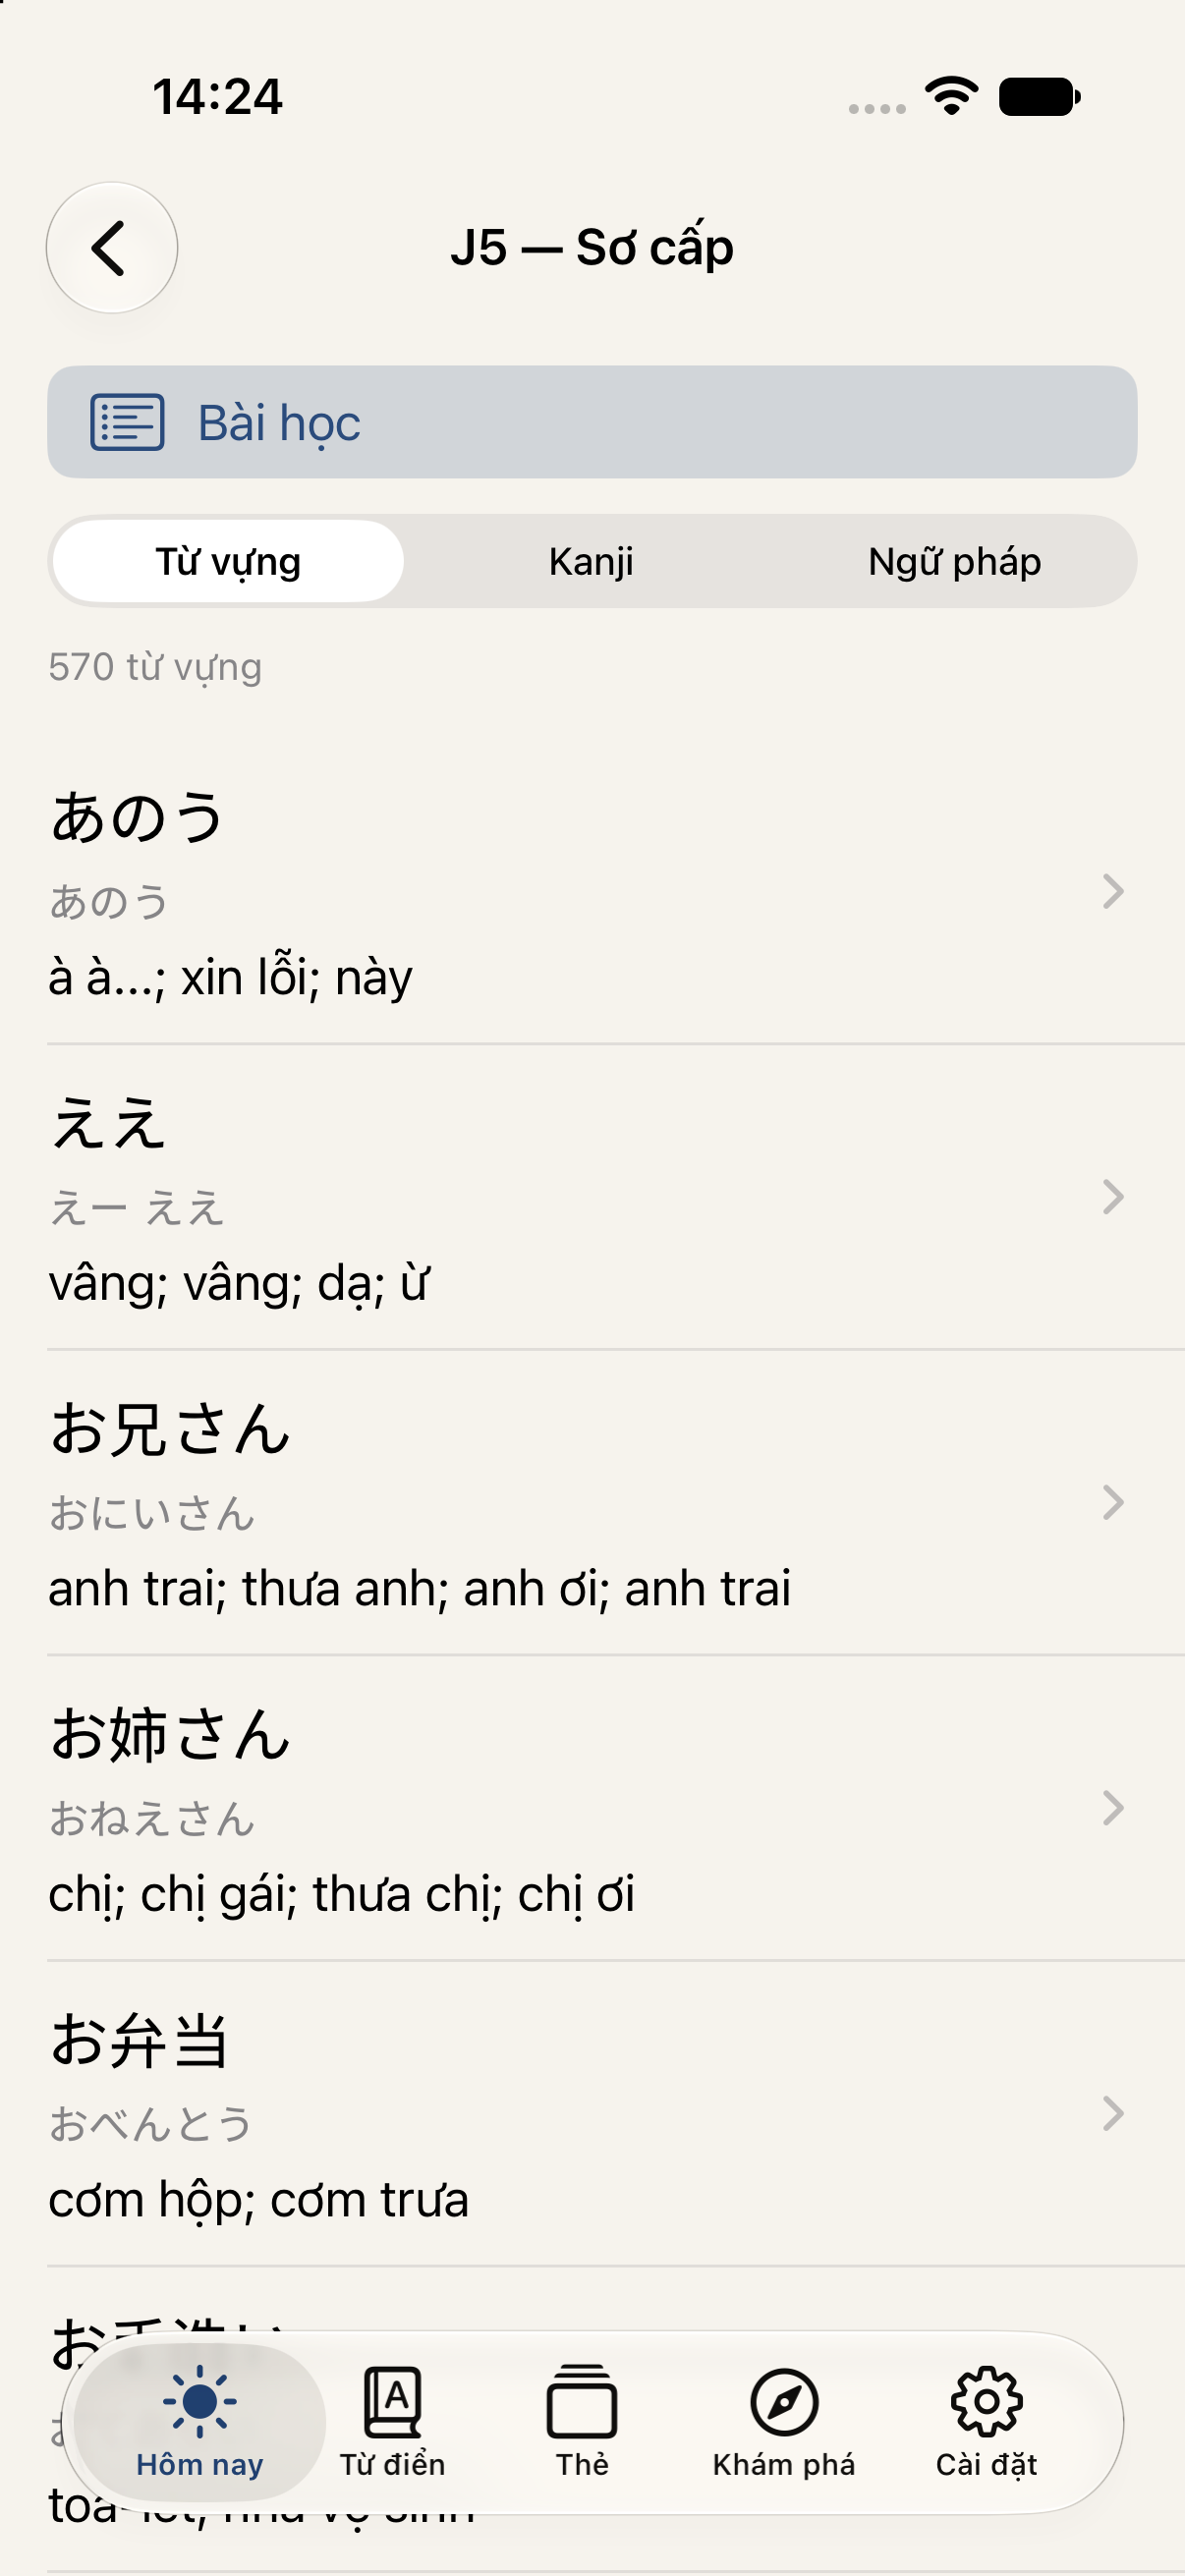 14:24
J5 — Sơ cấp
Bài học
Từ vựng Kanji Ngữ pháp
570 từ vựng
あのう
あのう
à à...; xin lỗi; này
ええ
えー ええ
vâng; vâng; dạ; ừ
お兄さん
おにいさん
anh trai; thưa anh; anh ơi; anh trai
お姉さん
おねえさん
chị; chị gái; thưa chị; chị ơi
お弁当
おべんとう
cơm hộp; cơm trưa
お手洗い
Hôm nay Từ điển Thẻ Khám phá Cài đặt